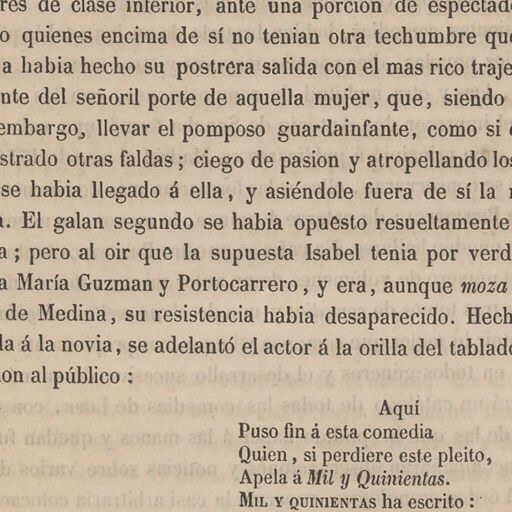 res de clase inferior, ante una porcion de espectado
quienes encima de sí no tenian otra techumbre que
a habia hecho su postrera salida con el mas rico traje
nte del señoril porte de aquella mujer, que, siendo
embargo, llevar el pomposo guardainfante, como si
strado otras faldas; ciego de pasion y atropellando los
se habia llegado á ella, y asiéndole fuera de sí la
a. El galan segundo se habia opuesto resueltamente
a; pero al oir que la supuesta Isabel tenia por verd
a María Guzman y Portocarrero, y era, aunque moza
de Medina, su resistencia habia desaparecido. Hech
la á la novia, se adelantó el actor á la orilla del tablado
on al público:
Aquí
Puso fin á esta comedia
Quien, si perdiere este pleito,
Apela á Mil y Quinientas.
MIL Y QUINIENTAS ha escrito: